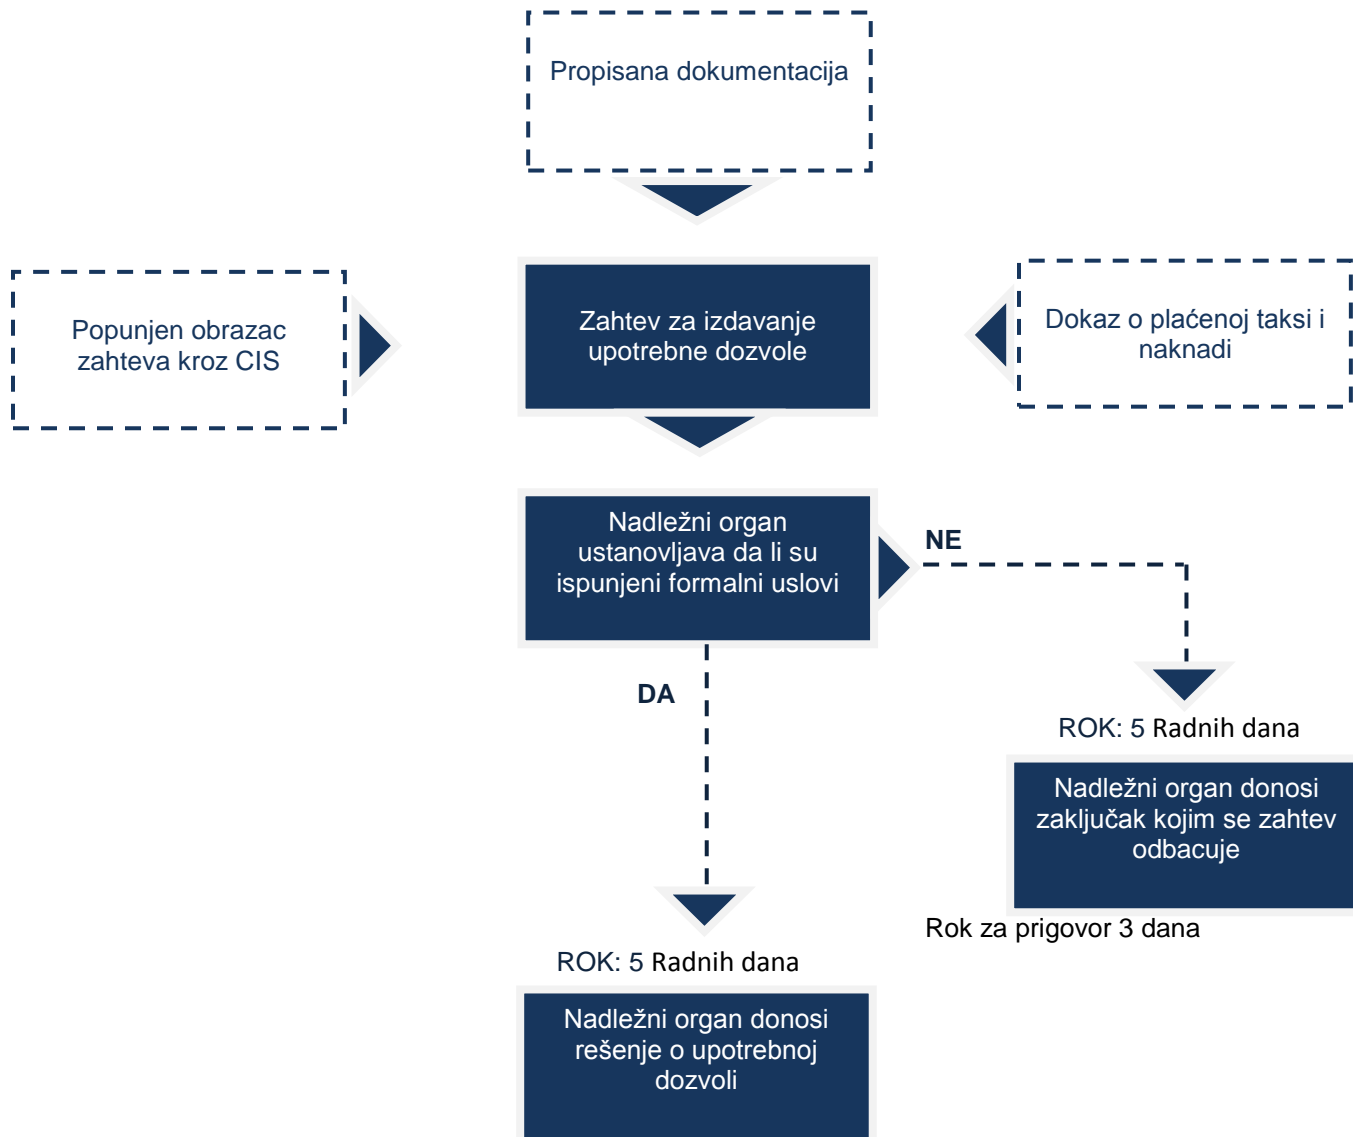 Propisana dokumentacija
Popunjen obrazac
zahteva kroz CIS
Zahtev za izdavanje
upotrebne dozvole
Dokaz o plaćenoj taksi i
naknadi
Nadležni organ
ustanovljava da li su
ispunjeni formalni uslovi
NE
DA
ROK: 5 Radnih dana
Nadležni organ donosi
zaključak kojim se zahtev
odbacuje
Rok za prigovor 3 dana
ROK: 5 Radnih dana
Nadležni organ donosi
rešenje o upotrebnoj
dozvoli